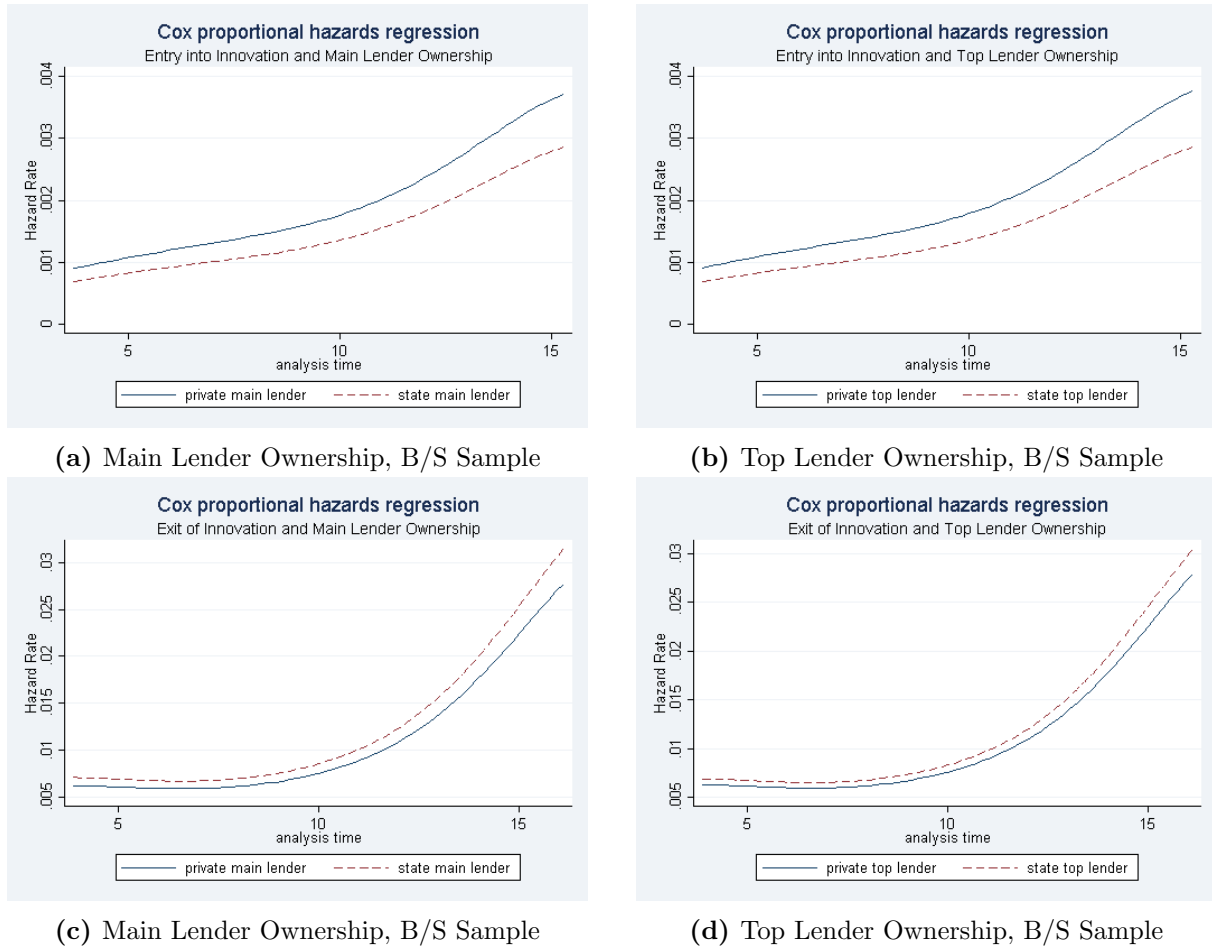 Cox proportional hazards regression
Entry into Innovation and Main Lender Ownership
.004
.003
.002
.001
0
Hazard Rate
5
10
15
analysis time
private main lender
state main lender
(a) Main Lender Ownership, B/S Sample
Cox proportional hazards regression
Entry into Innovation and Top Lender Ownership
.004
.003
.002
.001
0
Hazard Rate
5
10
15
analysis time
private top lender
state top lender
(b) Top Lender Ownership, B/S Sample
Cox proportional hazards regression
Exit of Innovation and Main Lender Ownership
.03
.025
.02
.015
.01
.005
Hazard Rate
5
10
15
analysis time
private main lender
state main lender
(c) Main Lender Ownership, B/S Sample
Cox proportional hazards regression
Exit of Innovation and Top Lender Ownership
.03
.025
.02
.015
.01
.005
Hazard Rate
5
10
15
analysis time
private top lender
state top lender
(d) Top Lender Ownership, B/S Sample